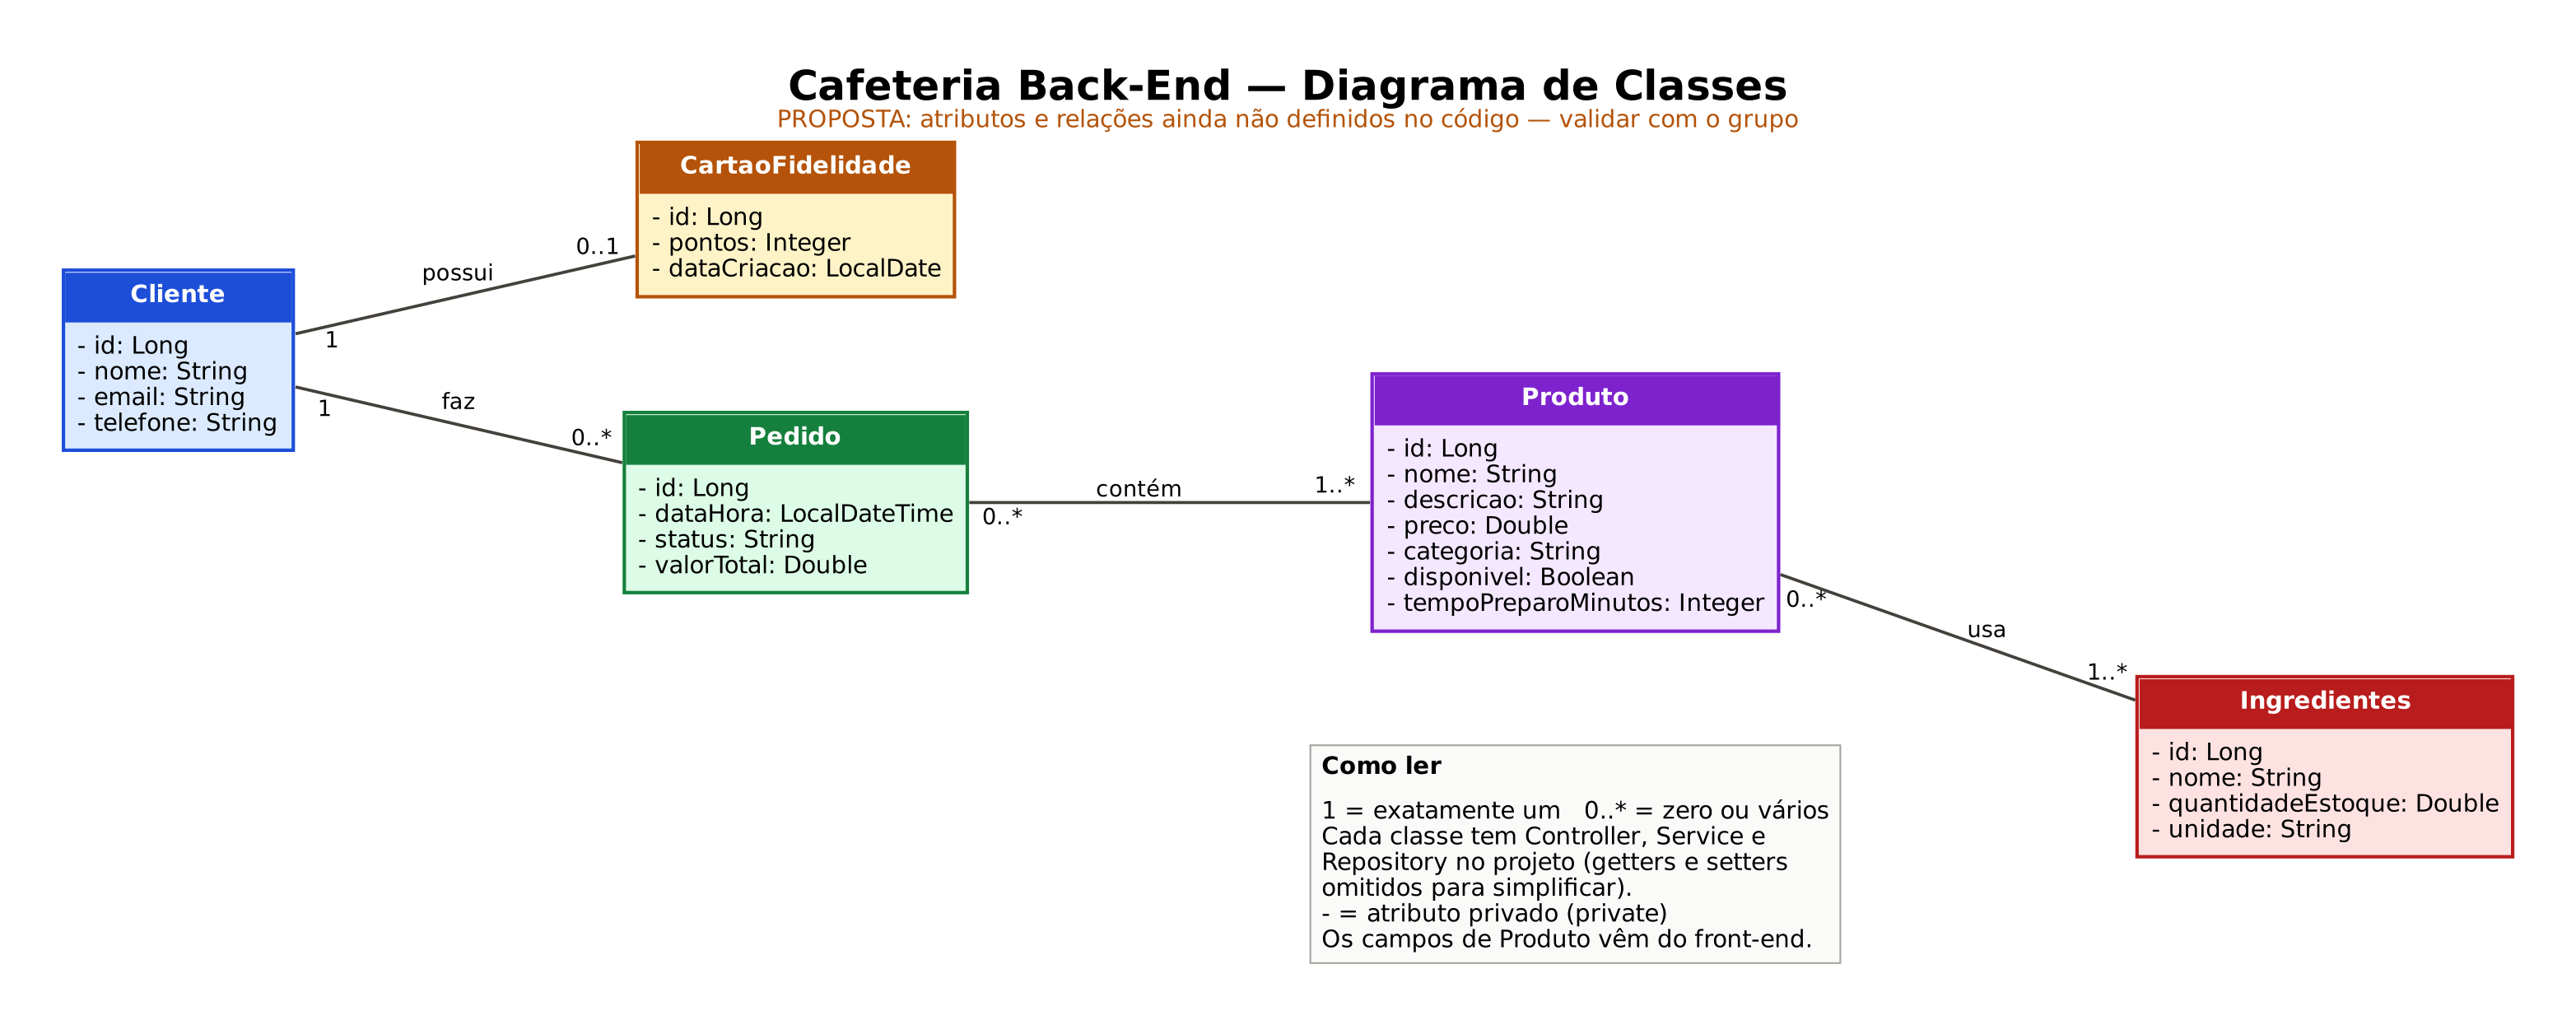 Cafeteria Back-End — Diagrama de Classes
PROPOSTA: atributos e relações ainda não definidos no código — validar com o grupo
CartaoFidelidade
- id: Long
- pontos: Integer
- dataCriacao: LocalDate
0..1
possui
1
Cliente
- id: Long
- nome: String
- email: String
- telefone: String
1
faz
0..*
Pedido
- id: Long
- dataHora: LocalDateTime
- status: String
- valorTotal: Double
0..*
contém
1..*
Produto
- id: Long
- nome: String
- descricao: String
- preco: Double
- categoria: String
- disponivel: Boolean
- tempoPreparoMinutos: Integer
0..*
usa
1..*
Ingredientes
- id: Long
- nome: String
- quantidadeEstoque: Double
- unidade: String
Como ler
1 = exatamente um   0..* = zero ou vários
Cada classe tem Controller, Service e
Repository no projeto (getters e setters
omitidos para simplificar).
- = atributo privado (private)
Os campos de Produto vêm do front-end.